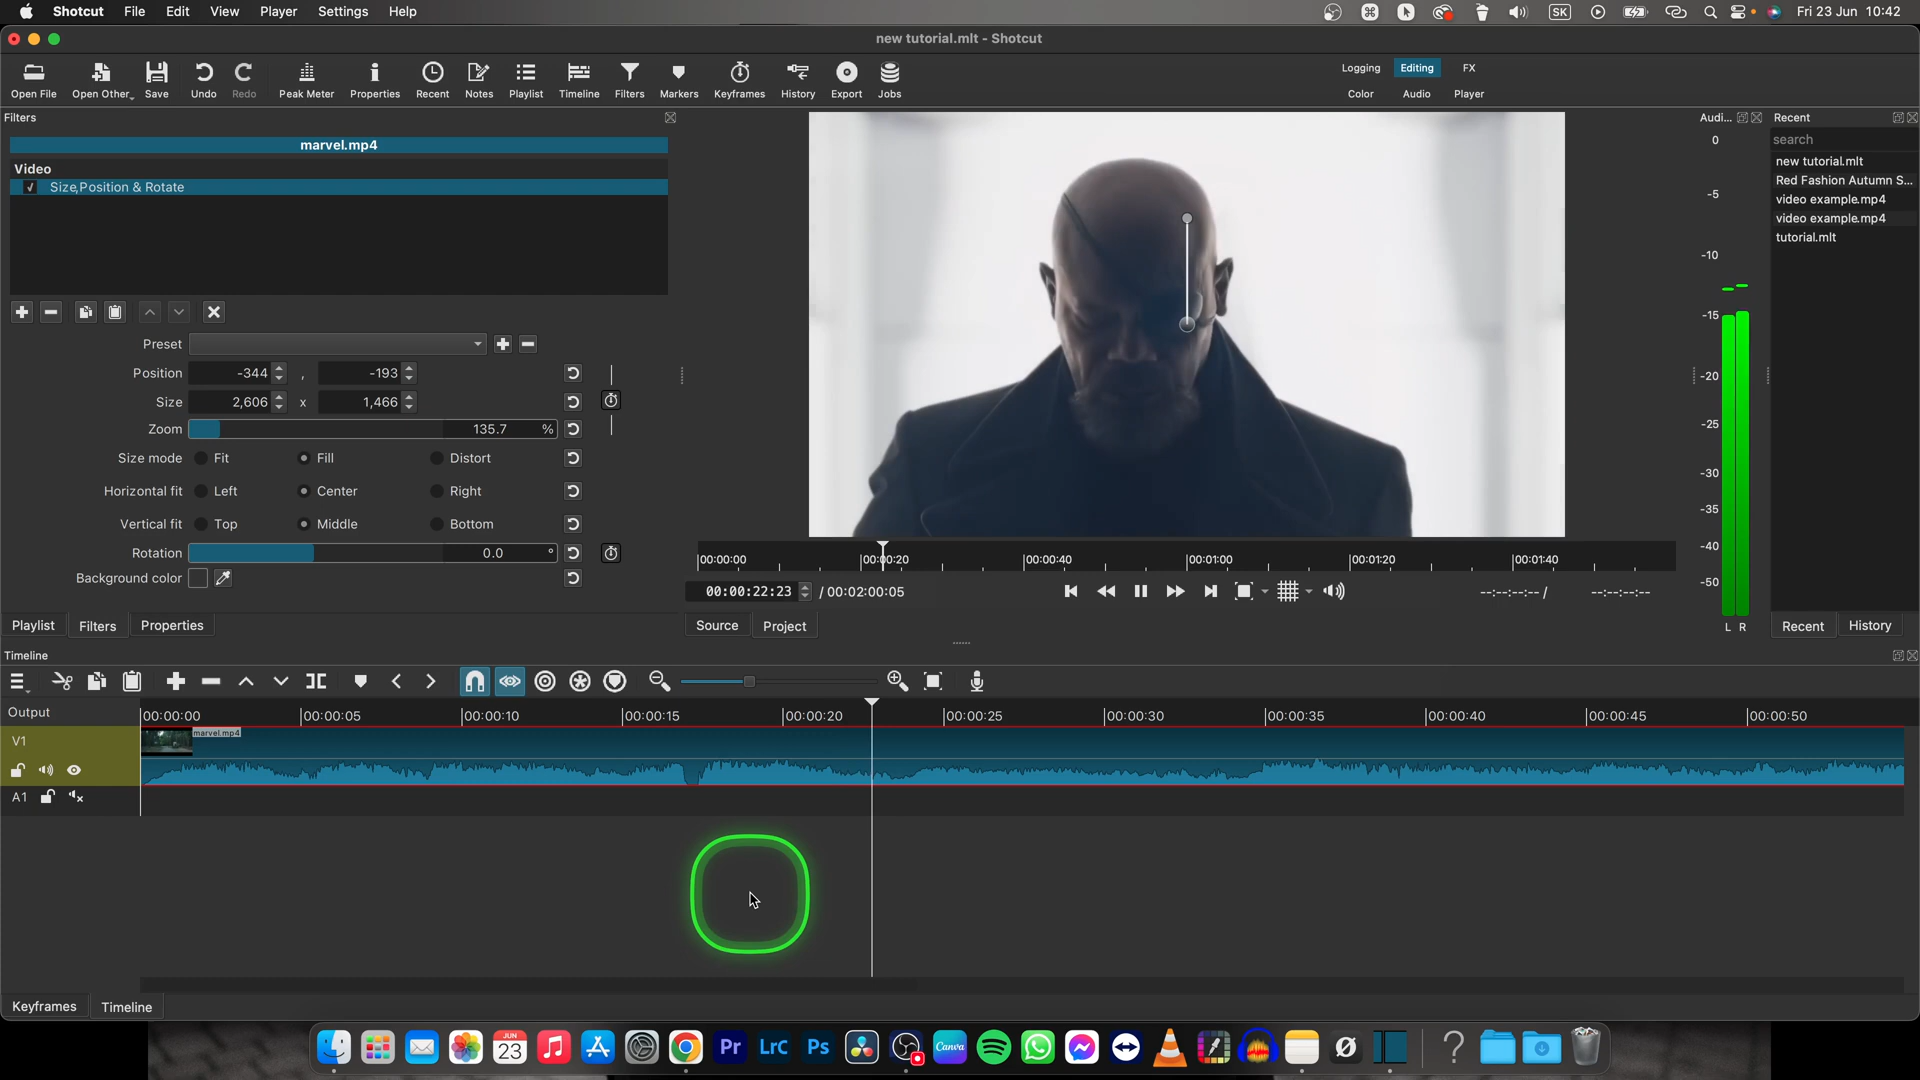 Shotcut File Edit View Player Settings Help
SK Fri 23 Jun 10:42
new tutorial.mlt - Shotcut
Open File Open Other Save Undo Redo Peak Meter Properties Recent Notes Playlist Timeline Filters Markers Keyframes History Export Jobs
Logging Editing FX
Color Audio Player
Filters
marvel.mp4
Video
Size,Position & Rotate
Preset
Position -344 , -193
Size 2,606 x 1,466
Zoom 135.7 %
Size mode Fit Fill Distort
Horizontal fit Left Center Right
Vertical fit Top Middle Bottom
Rotation 0.0 °
Background color
Playlist Filters Properties
00:00:00 00:00:20 00:00:40 00:01:00 00:01:20 00:01:40
00:00:22:23 / 00:02:00:05
--:--:--:-- / --:--:--:--
Source Project
Audi...
0
-5
-10
-15
-20
-25
-30
-35
-40
-50
L R
Recent
search
new tutorial.mlt
Red Fashion Autumn S...
video example.mp4
video example.mp4
tutorial.mlt
Recent History
Timeline
Output
00:00:00 00:00:05 00:00:10 00:00:15 00:00:20 00:00:25 00:00:30 00:00:35 00:00:40 00:00:45 00:00:50
V1
marvel.mp4
A1
Keyframes Timeline
JUN
23
Pr LrC Ps Canva